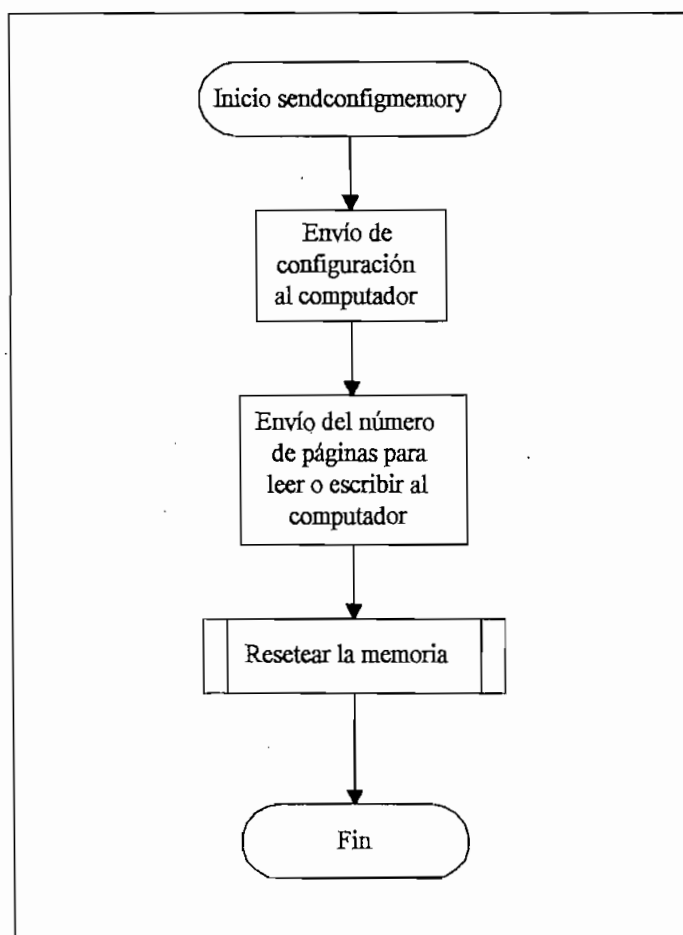 Inicio sendconfigmemory
Envío de
configuración
al computador
Envío del número
de páginas para
leer o escribir al
computador
Resetear la memoria
Fin